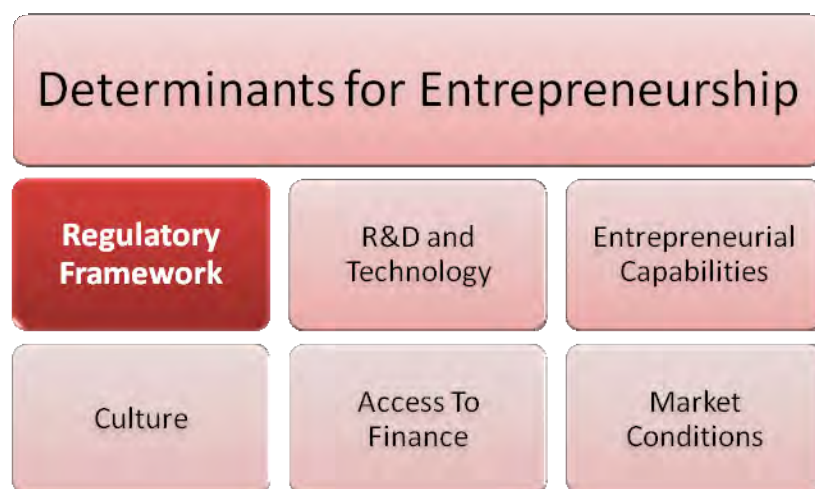 Determinants for Entrepreneurship
Regulatory
Framework
R&D and
Technology
Entrepreneurial
Capabilities
Culture
Access To
Finance
Market
Conditions